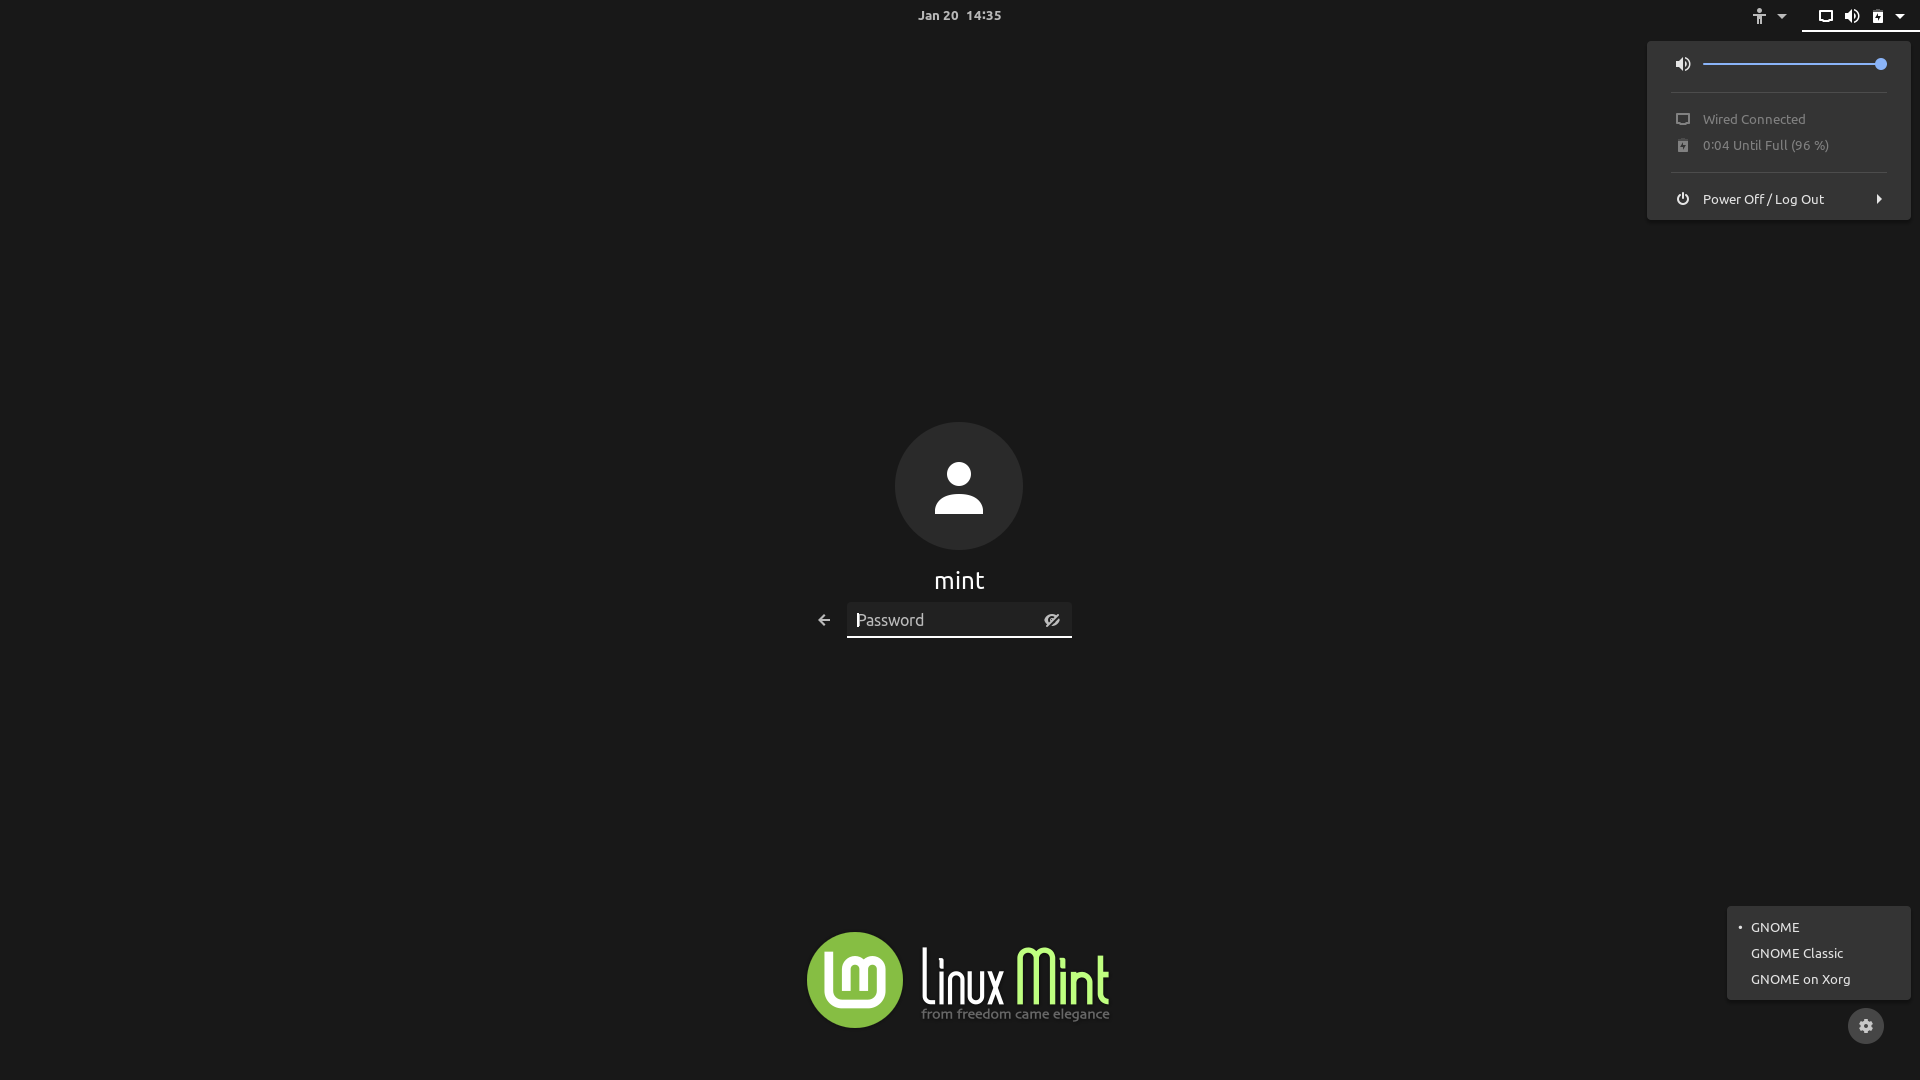 Jan 20 14:35
Wired Connected
0:04 Until Full (96 %)
Power Off / Log Out
mint
Password
Linux Mint
from freedom came elegance
• GNOME
GNOME Classic
GNOME on Xorg